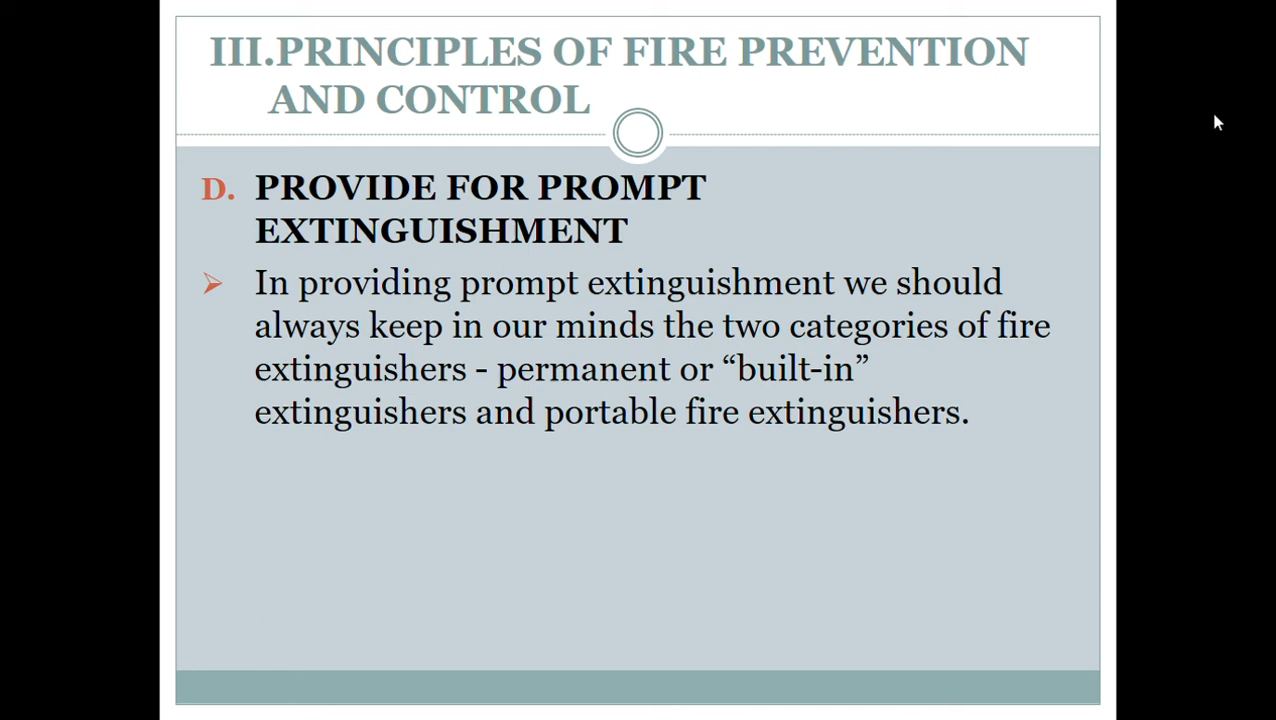 III.PRINCIPLES OF FIRE PREVENTION
AND CONTROL
D. PROVIDE FOR PROMPT
EXTINGUISHMENT
In providing prompt extinguishment we should
always keep in our minds the two categories of fire
extinguishers - permanent or “built-in”
extinguishers and portable fire extinguishers.